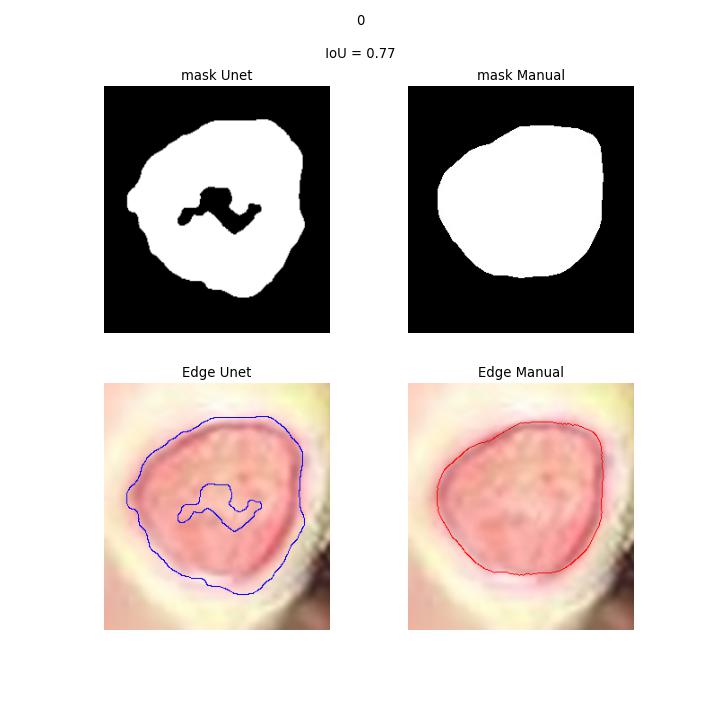 0
IoU = 0.77
mask Unet
mask Manual
Edge Unet
Edge Manual